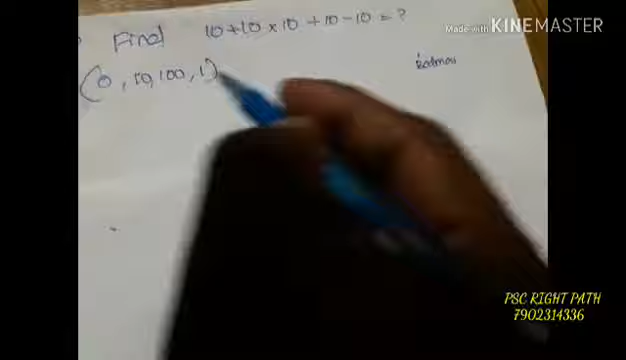 Made with KINEMASTER
Find 10+10×10+10-10=?
(0, 10, 100, 1)
PSC RIGHT PATH
7902314336